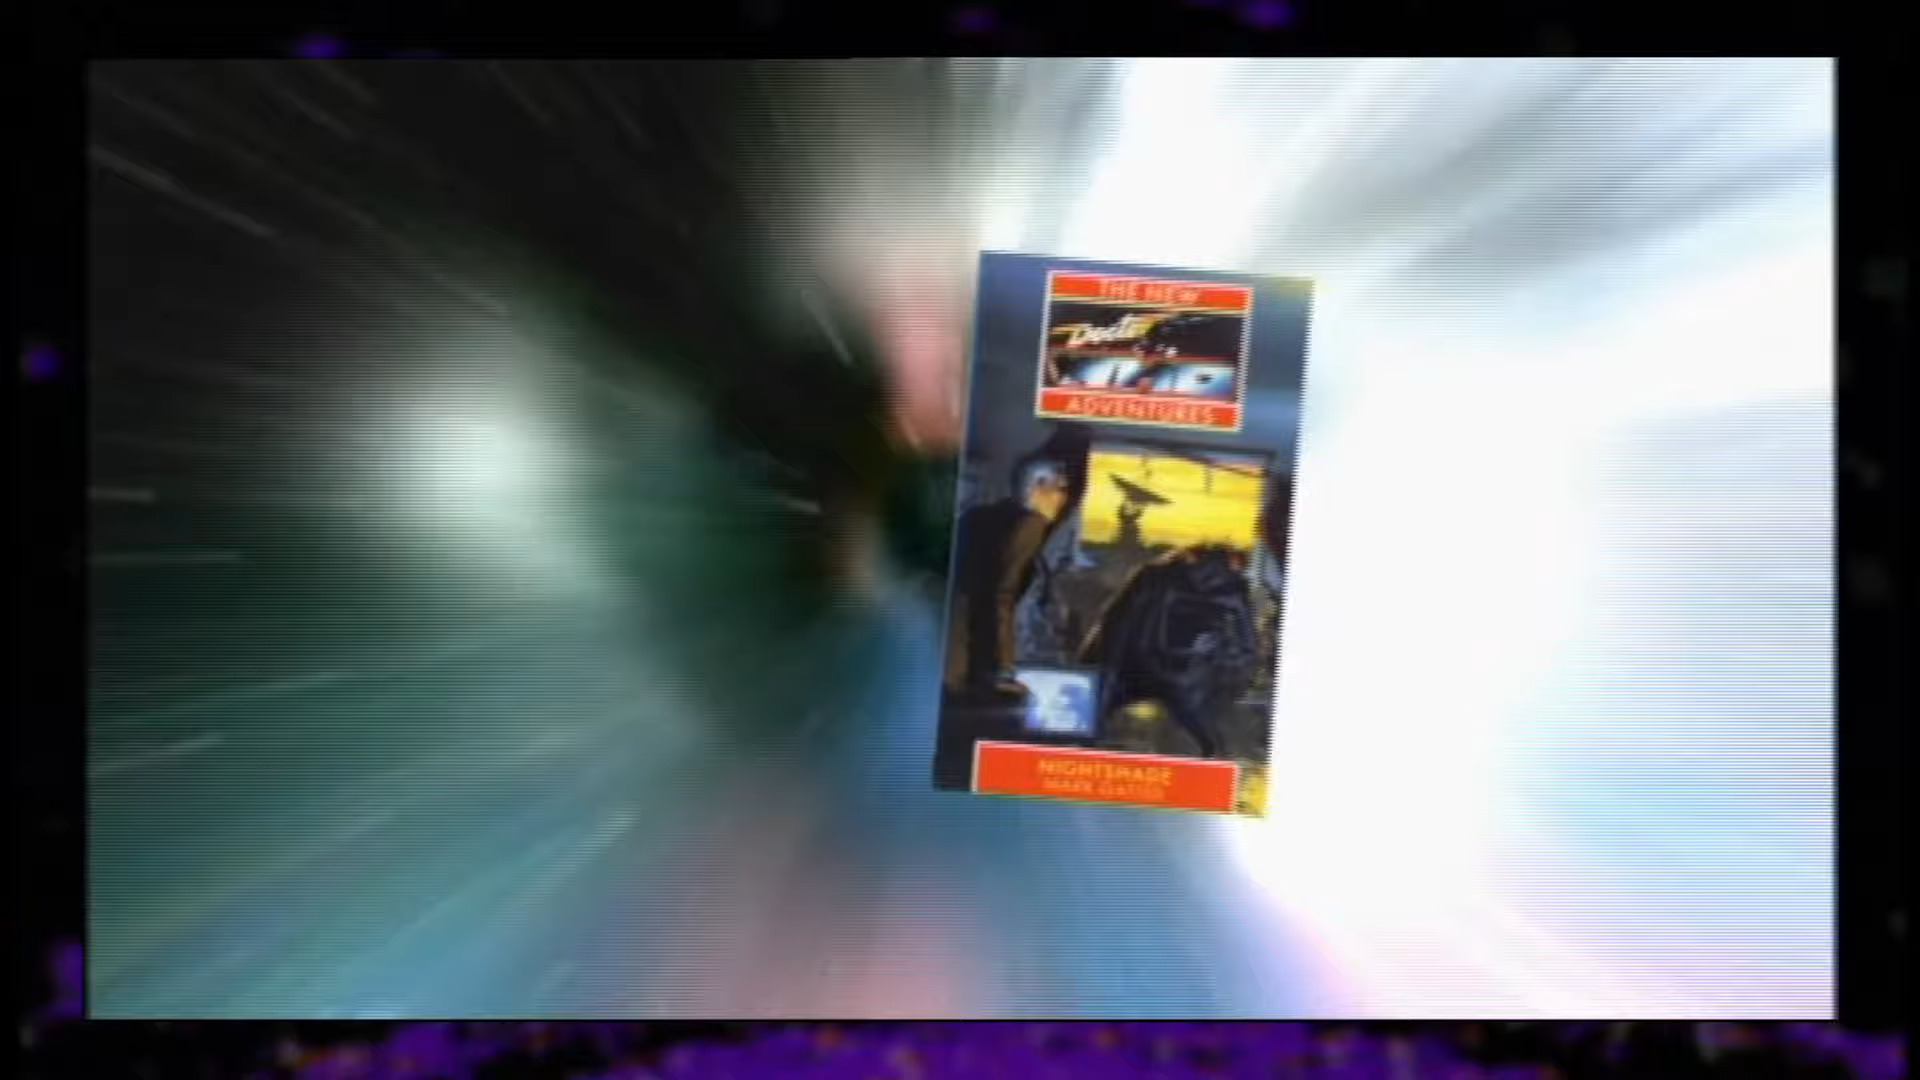 THE NEW
Doctor
WHO
ADVENTURES
NIGHTSHADE
MARK GATISS